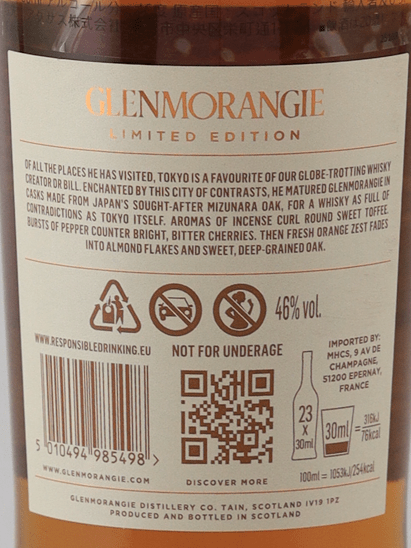 GLENMORANGIE
LIMITED EDITION
OF ALL THE PLACES HE HAS VISITED, TOKYO IS A FAVOURITE OF OUR GLOBE-TROTTING WHISKY
CREATOR DR BILL. ENCHANTED BY THIS CITY OF CONTRASTS, HE MATURED GLENMORANGIE IN
CASKS MADE FROM JAPAN'S SOUGHT-AFTER MIZUNARA OAK, FOR A WHISKY AS FULL OF
CONTRADICTIONS AS TOKYO ITSELF. AROMAS OF INCENSE CURL ROUND SWEET TOFFEE.
BURSTS OF PEPPER COUNTER BRIGHT, BITTER CHERRIES. THEN FRESH ORANGE ZEST FADES
INTO ALMOND FLAKES AND SWEET, DEEP-GRAINED OAK.
46% vol.
WWW.RESPONSIBLEDRINKING.EU
NOT FOR UNDERAGE
IMPORTED BY:
MHCS, 9 AV DE
CHAMPAGNE,
51200 EPERNAY,
FRANCE
23
x
30ml
30ml
= 316kJ
76kcal
5 010494 985498 >
WWW.GLENMORANGIE.COM
DISCOVER MORE
100ml = 1053kJ/254kcal
GLENMORANGIE DISTILLERY CO. TAIN, SCOTLAND IV19 1PZ
PRODUCED AND BOTTLED IN SCOTLAND